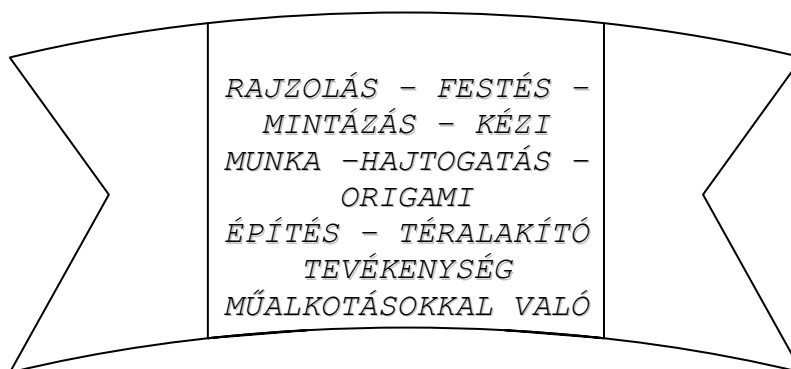 RAJZOLÁS – FESTÉS –
MINTÁZÁS – KÉZI
MUNKA –HAJTOGATÁS –
ORIGAMI
ÉPÍTÉS – TÉRALAKÍTÓ
TEVÉKENYSÉG
MŰALKOTÁSOKKAL VALÓ